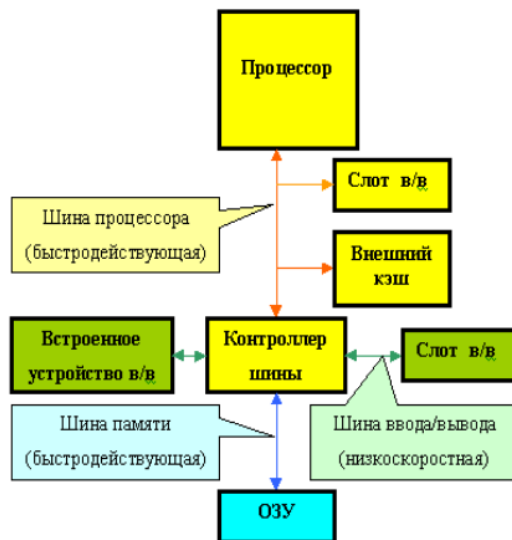 Процессор
Слот в/в
Шина процессора
(быстродействующая)
Внешний
кэш
Встроенное
устройство в/в
Контроллер
шины
Слот в/в
Шина памяти
(быстродействующая)
Шина ввода/вывода
(низкоскоростная)
ОЗУ